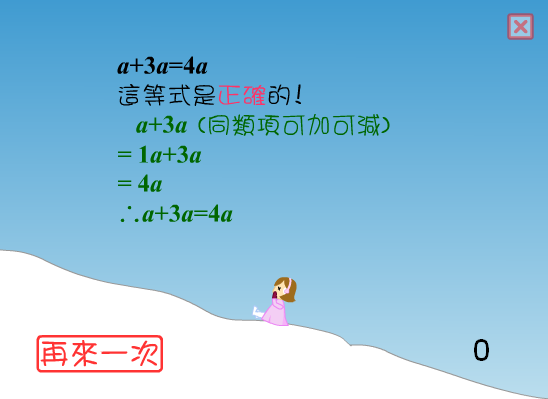 a+3a=4a
這等式是正確的!
a+3a (同類項可加可減)
= 1a+3a
= 4a
∴a+3a=4a
再來一次
0